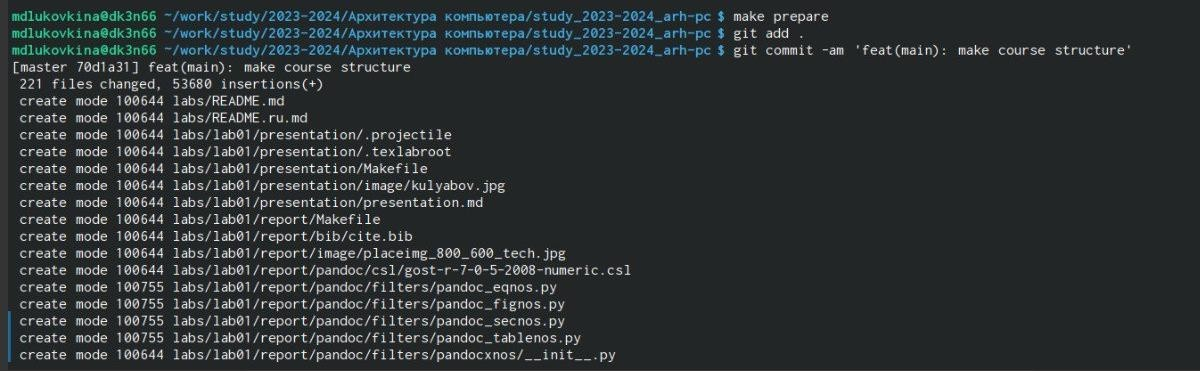 mdlukovkina@dk3n66 ~/work/study/2023-2024/Архитектура компьютера/study_2023-2024_arh-pc $ make prepare
mdlukovkina@dk3n66 ~/work/study/2023-2024/Архитектура компьютера/study_2023-2024_arh-pc $ git add .
mdlukovkina@dk3n66 ~/work/study/2023-2024/Архитектура компьютера/study_2023-2024_arh-pc $ git commit -am 'feat(main): make course structure'
[master 70d1a31] feat(main): make course structure
 221 files changed, 53680 insertions(+)
 create mode 100644 labs/README.md
 create mode 100644 labs/README.ru.md
 create mode 100644 labs/lab01/presentation/.projectile
 create mode 100644 labs/lab01/presentation/.texlabroot
 create mode 100644 labs/lab01/presentation/Makefile
 create mode 100644 labs/lab01/presentation/image/kulyabov.jpg
 create mode 100644 labs/lab01/presentation/presentation.md
 create mode 100644 labs/lab01/report/Makefile
 create mode 100644 labs/lab01/report/bib/cite.bib
 create mode 100644 labs/lab01/report/image/placeimg_800_600_tech.jpg
 create mode 100644 labs/lab01/report/pandoc/csl/gost-r-7-0-5-2008-numeric.csl
 create mode 100755 labs/lab01/report/pandoc/filters/pandoc_eqnos.py
 create mode 100755 labs/lab01/report/pandoc/filters/pandoc_fignos.py
 create mode 100755 labs/lab01/report/pandoc/filters/pandoc_secnos.py
 create mode 100755 labs/lab01/report/pandoc/filters/pandoc_tablenos.py
 create mode 100644 labs/lab01/report/pandoc/filters/pandocxnos/__init__.py